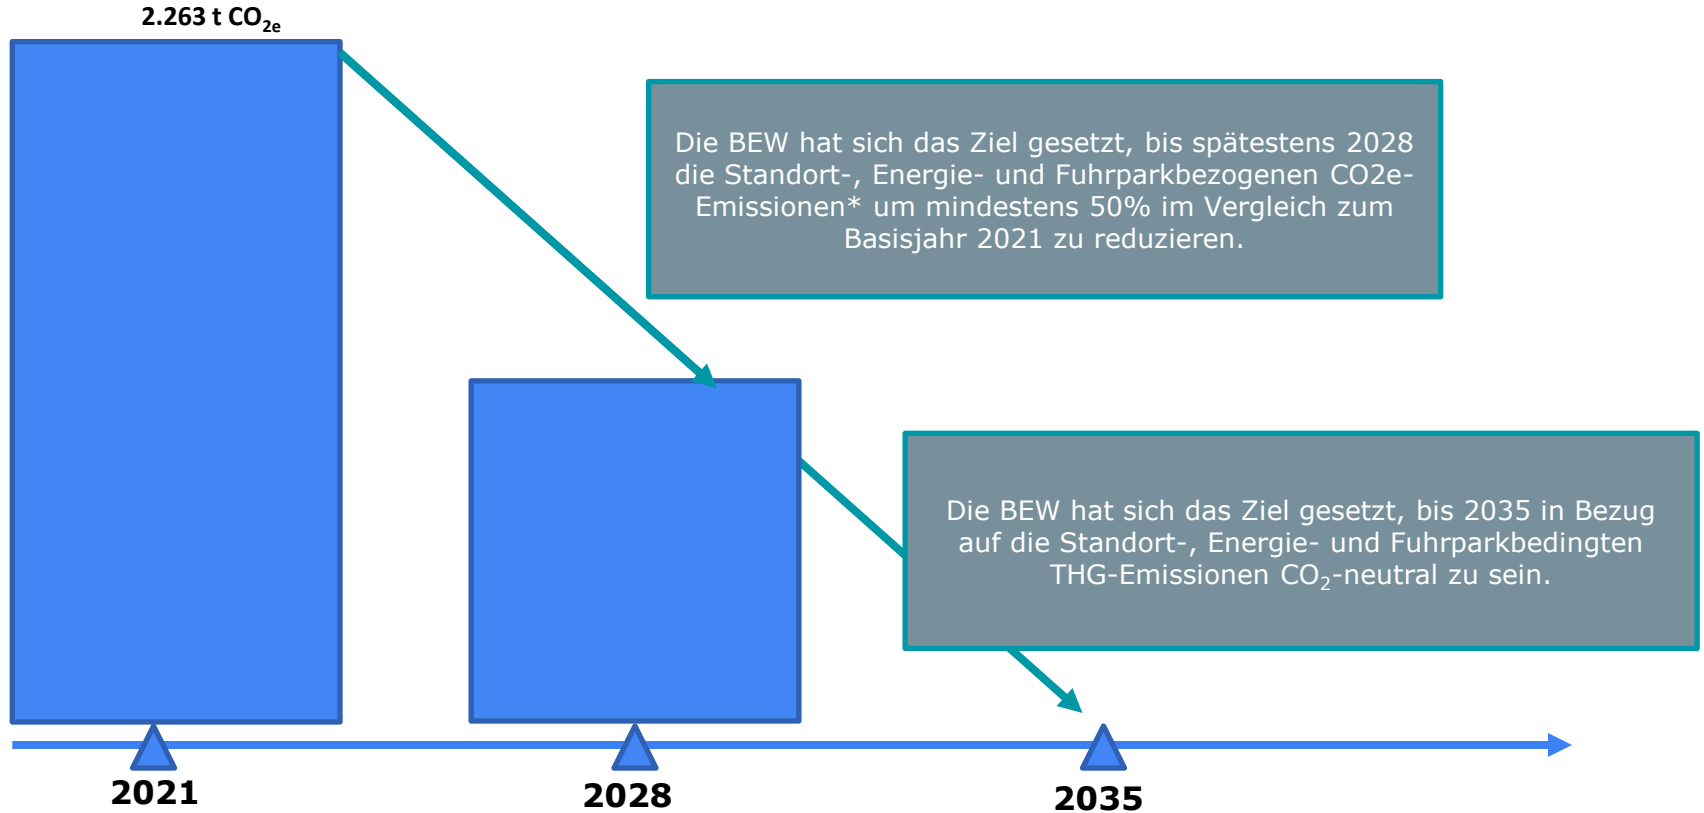 2.263 t CO2e
Die BEW hat sich das Ziel gesetzt, bis spätestens 2028
die Standort-, Energie- und Fuhrparkbezogenen CO2e-
Emissionen* um mindestens 50% im Vergleich zum
Basisjahr 2021 zu reduzieren.
Die BEW hat sich das Ziel gesetzt, bis 2035 in Bezug
auf die Standort-, Energie- und Fuhrparkbedingten
THG-Emissionen CO₂-neutral zu sein.
2021
2028
2035